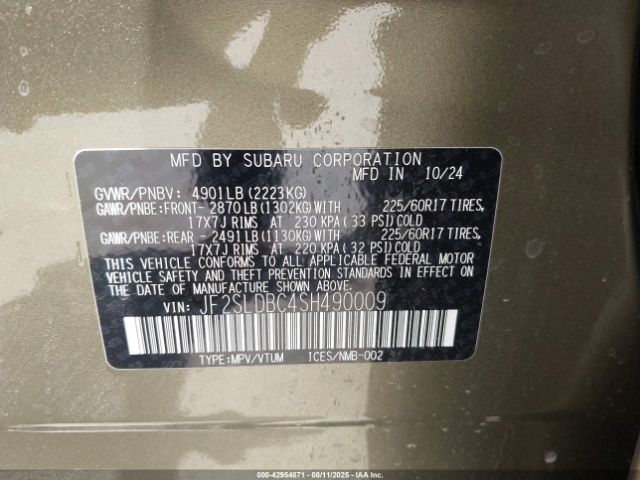 MFD BY SUBARU CORPORATION
MFD IN 10/24
GVWR/PNBV: 4901LB(2223KG)
GAWR/PNBE:FRONT- 2870LB(1302KG)WITH 225/60R17 TIRES,
17X7J RIMS AT 230 KPA(33 PSI)COLD
GAWR/PNBE:REAR - 2491LB(1130KG)WITH 225/60R17 TIRES,
17X7J RIMS AT 220 KPA(32 PSI)COLD
THIS VEHICLE CONFORMS TO ALL APPLICABLE FEDERAL MOTOR
VEHICLE SAFETY AND THEFT PREVENTION STANDARDS IN EFFECT ON
THE DATE OF MANUFACTURE SHOWN ABOVE.
VIN: JF2SLDBC4SH490009
TYPE:MPV/VTUM ICES/NMB-002
000-42954871 08/11/2025 IAAI.COM